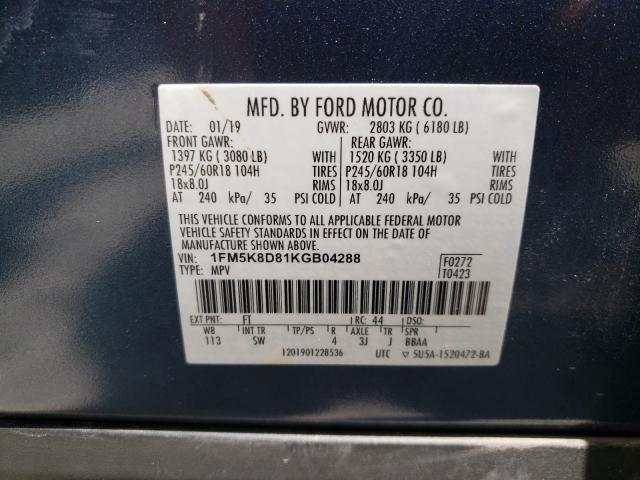 MFD. BY FORD MOTOR CO.
DATE: 01/19 GVWR: 2803 KG ( 6180 LB)
FRONT GAWR: REAR GAWR:
1397 KG ( 3080 LB) WITH 1520 KG ( 3350 LB) WITH
P245/60R18 104H TIRES P245/60R18 104H TIRES
18x8.0J RIMS 18x8.0J RIMS
AT 240 kPa/ 35 PSI COLD AT 240 kPa/ 35 PSI COLD
THIS VEHICLE CONFORMS TO ALL APPLICABLE FEDERAL MOTOR
VEHICLE SAFETY STANDARDS IN EFFECT ON THE DATE OF
MANUFACTURE SHOWN ABOVE.
VIN: 1FM5K8D81KGB04288 F0272
TYPE: MPV T0423
EXT PNT: FT RC: 44 DSO:
WB INT TR TP/PS R AXLE TR SPR
113 SW 4 3J J BBAA
1201901228536 UTC ▽ 5U5A-1520472-BA